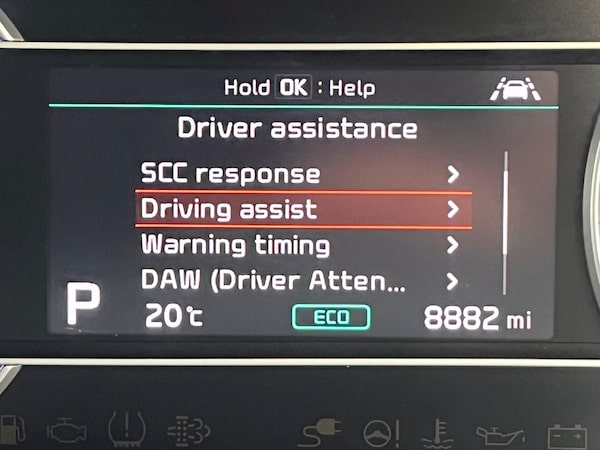 Hold OK : Help
Driver assistance
SCC response
Driving assist
Warning timing
DAW (Driver Atten...
P
20℃ ECO 8882 mi